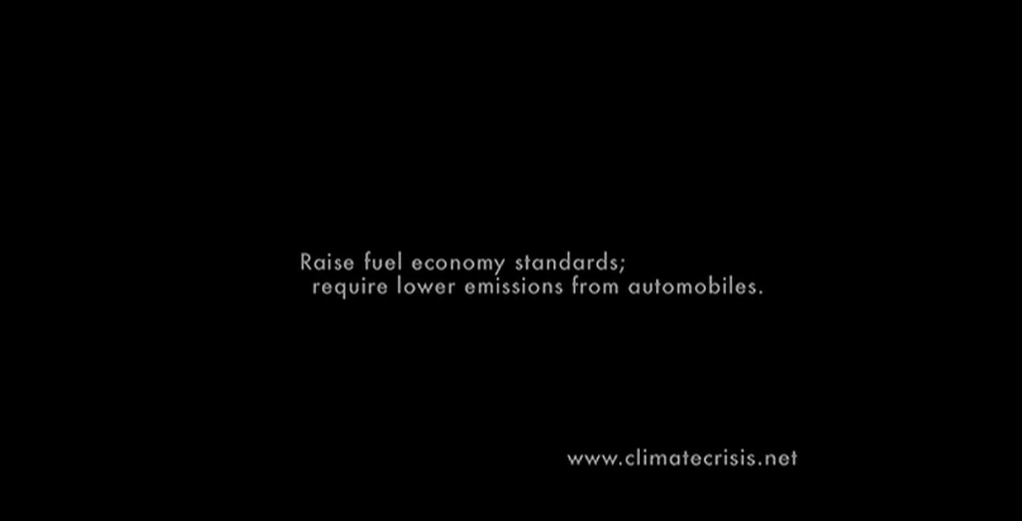 Raise fuel economy standards;
require lower emissions from automobiles.
www.climatecrisis.net